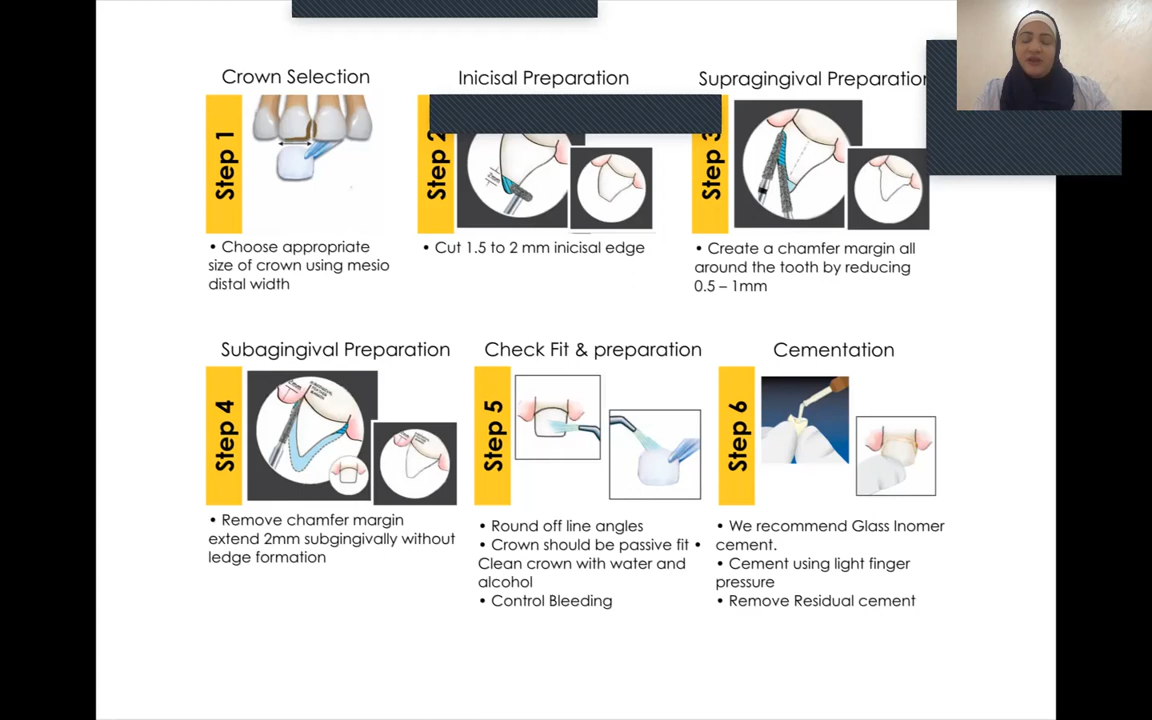 Crown Selection
Inicisal Preparation
Supragingival Preparation
Step 1
Step 2
Step 3
• Choose appropriate
size of crown using mesio
distal width
• Cut 1.5 to 2 mm inicisal edge
• Create a chamfer margin all
around the tooth by reducing
0.5 – 1mm
Subagingival Preparation
Check Fit & preparation
Cementation
Step 4
Step 5
Step 6
• Remove chamfer margin
extend 2mm subgingivally without
ledge formation
• Round off line angles
• Crown should be passive fit •
Clean crown with water and
alcohol
• Control Bleeding
• We recommend Glass Inomer
cement.
• Cement using light finger
pressure
• Remove Residual cement